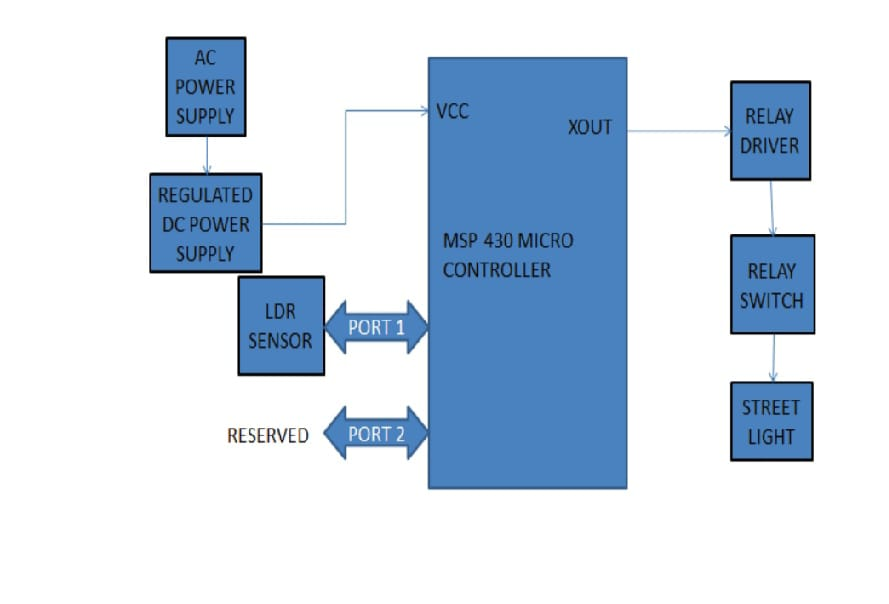 AC
POWER
SUPPLY
REGULATED
DC POWER
SUPPLY
LDR
SENSOR
PORT 1
RESERVED
PORT 2
VCC
XOUT
MSP 430 MICRO
CONTROLLER
RELAY
DRIVER
RELAY
SWITCH
STREET
LIGHT